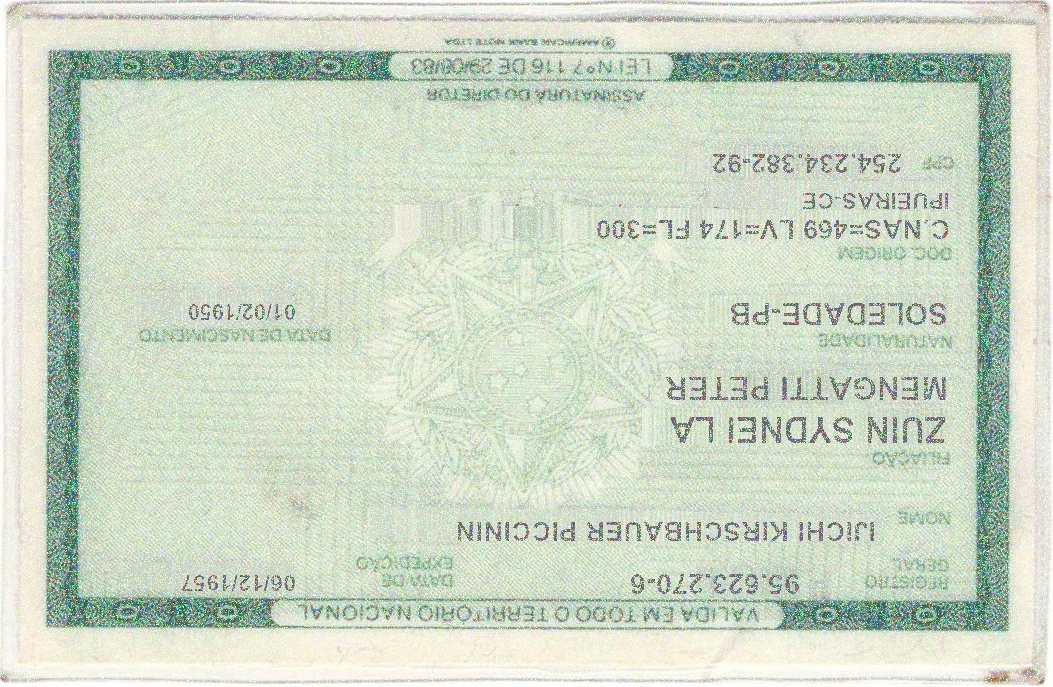 VALIDA EM TODO O TERRITÓRIO NACIONAL
REGISTRO GERAL 95.623.270-6 DATA DE EXPEDIÇÃO 06/12/1957
NOME IJICHI KIRSCHBAUER PICCININ
FILIAÇÃO
ZUIN SYDNEI LA
MENGATTI PETER
NATURALIDADE DATA DE NASCIMENTO
SOLEDADE-PB 01/02/1950
DOC. ORIGEM
C.NAS=469 LV=174 FL=300
IPUEIRAS-CE
CPF 254.234.382-92
ASSINATURA DO DIRETOR
LEI Nº 7.116 DE 29/08/83
AMERICAN BANK NOTE LTDA